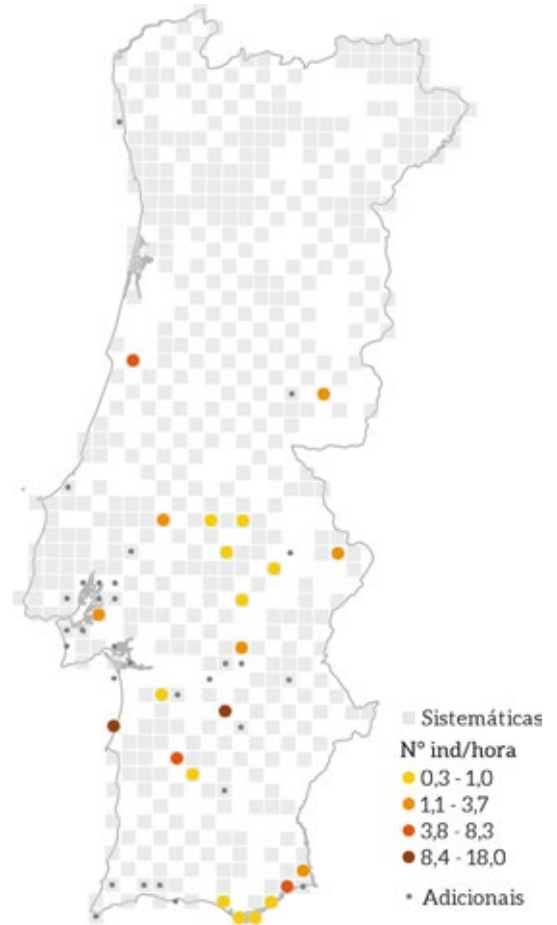 Sistemáticas
N° ind/hora
0,3 - 1,0
1,1 - 3,7
3,8 - 8,3
8,4 - 18,0
Adicionais